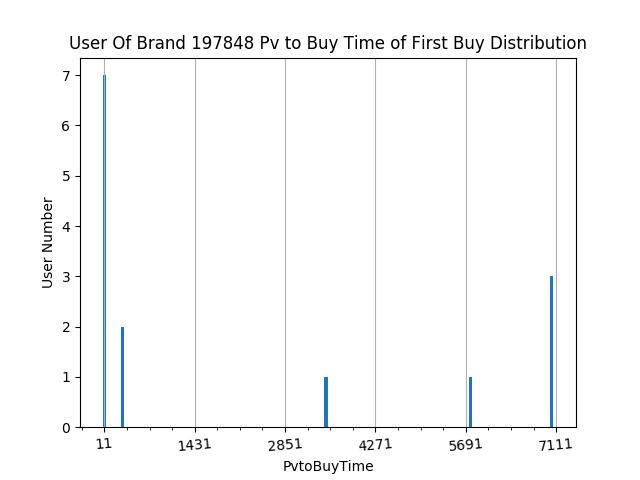 User Of Brand 197848 Pv to Buy Time of First Buy Distribution
7
6
5
4
3
2
1
0
User Number
11 1431 2851 4271 5691 7111
PvtoBuyTime